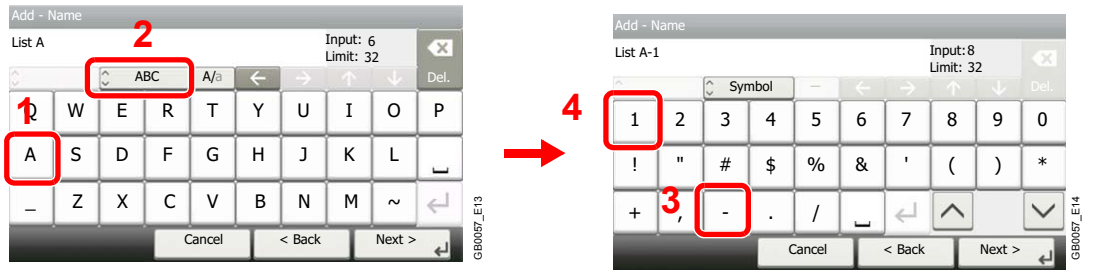 Add - Name
List A
2
Input: 6
Limit: 32
ABC
A/a
Del.
1
Q W E R T Y U I O P
A S D F G H J K L
_ Z X C V B N M ~
Cancel
< Back
Next >
GB0057_E13
Add - Name
List A-1
Input:8
Limit: 32
Symbol
Del.
4
1 2 3 4 5 6 7 8 9 0
! " # $ % & ' ( ) *
3
+ , - . /
Cancel
< Back
Next >
GB0057_E14